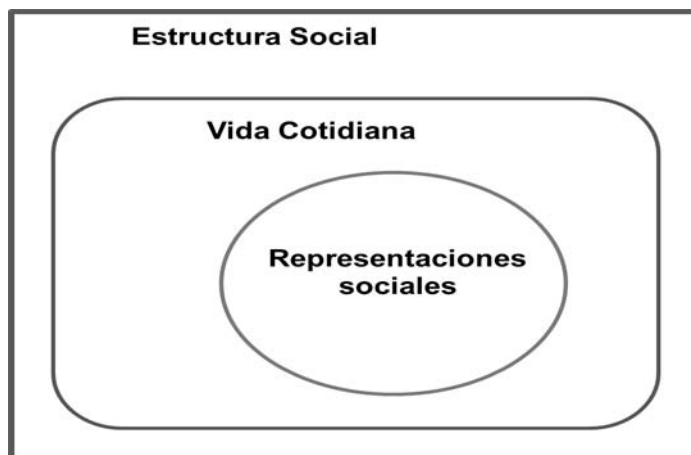 Estructura Social
Vida Cotidiana
Representaciones
sociales